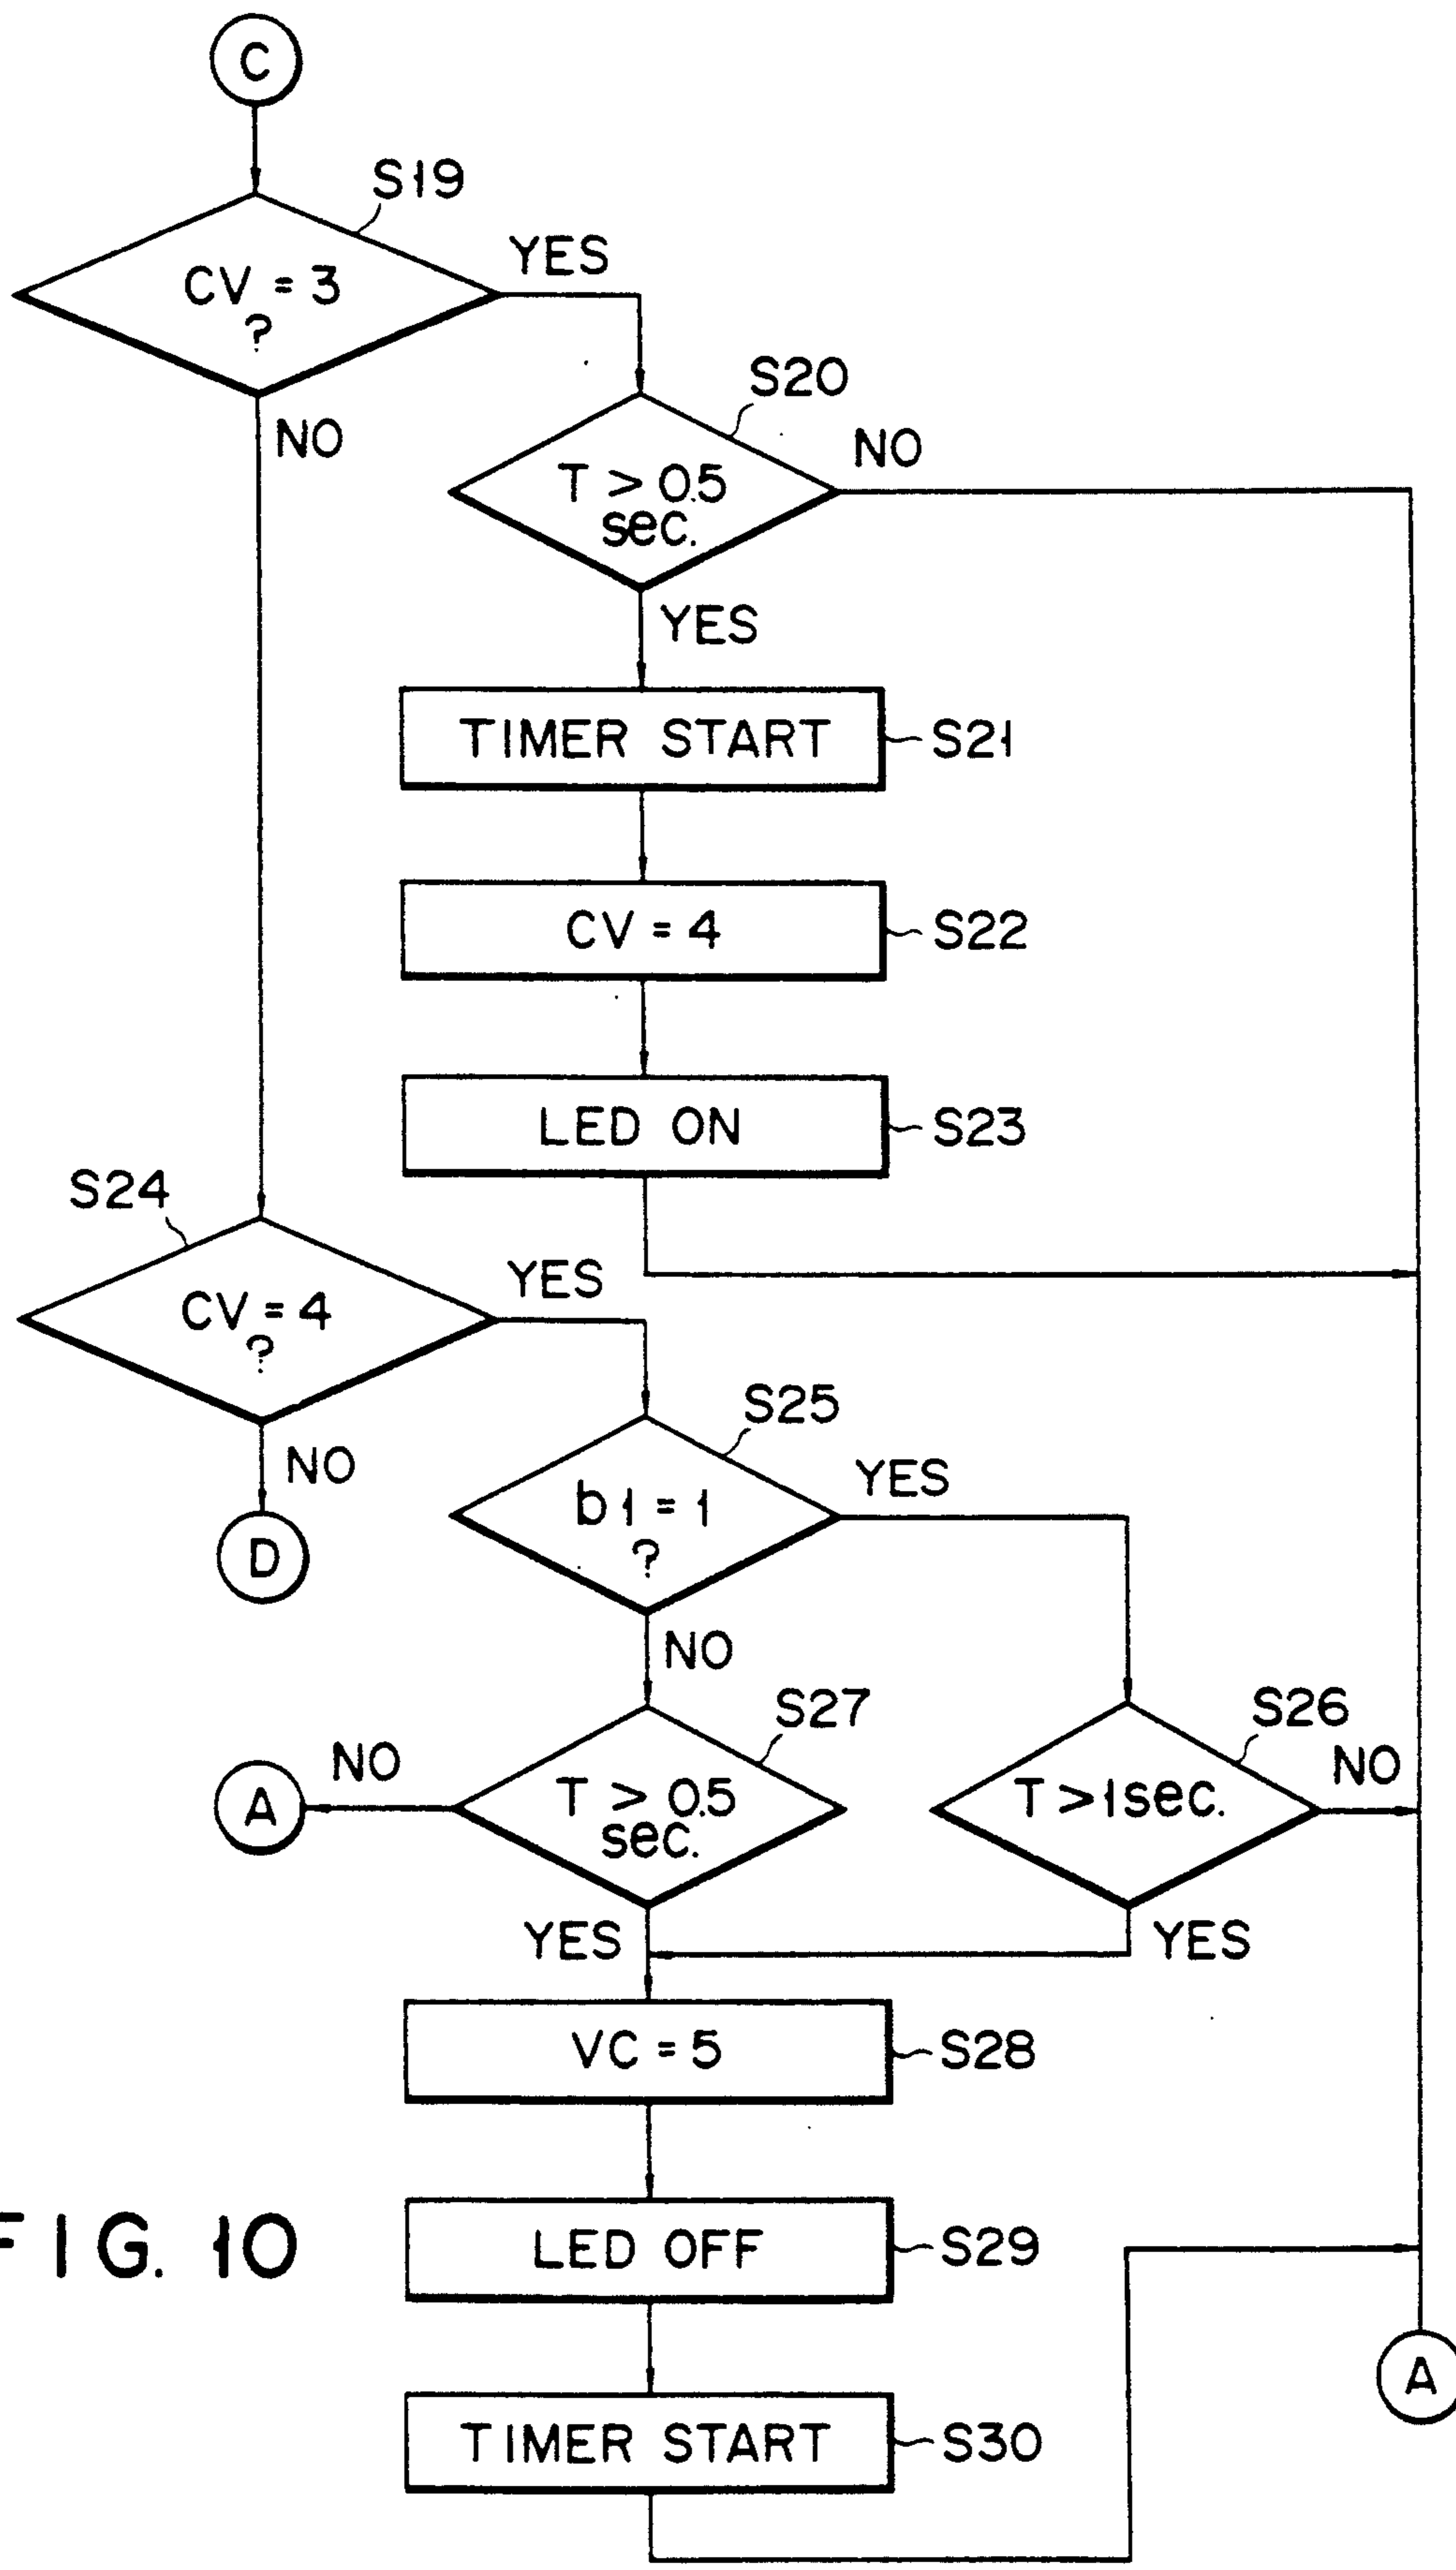 C
S19
CV = 3
?
YES
NO
S20
T > 0.5
sec.
NO
YES
TIMER START
S21
CV = 4
S22
LED ON
S23
S24
CV = 4
?
YES
NO
D
S25
b1 = 1
?
YES
NO
S27
T > 0.5
sec.
NO
A
YES
S26
T > 1sec.
NO
YES
VC = 5
S28
LED OFF
S29
TIMER START
S30
A
FIG. 10